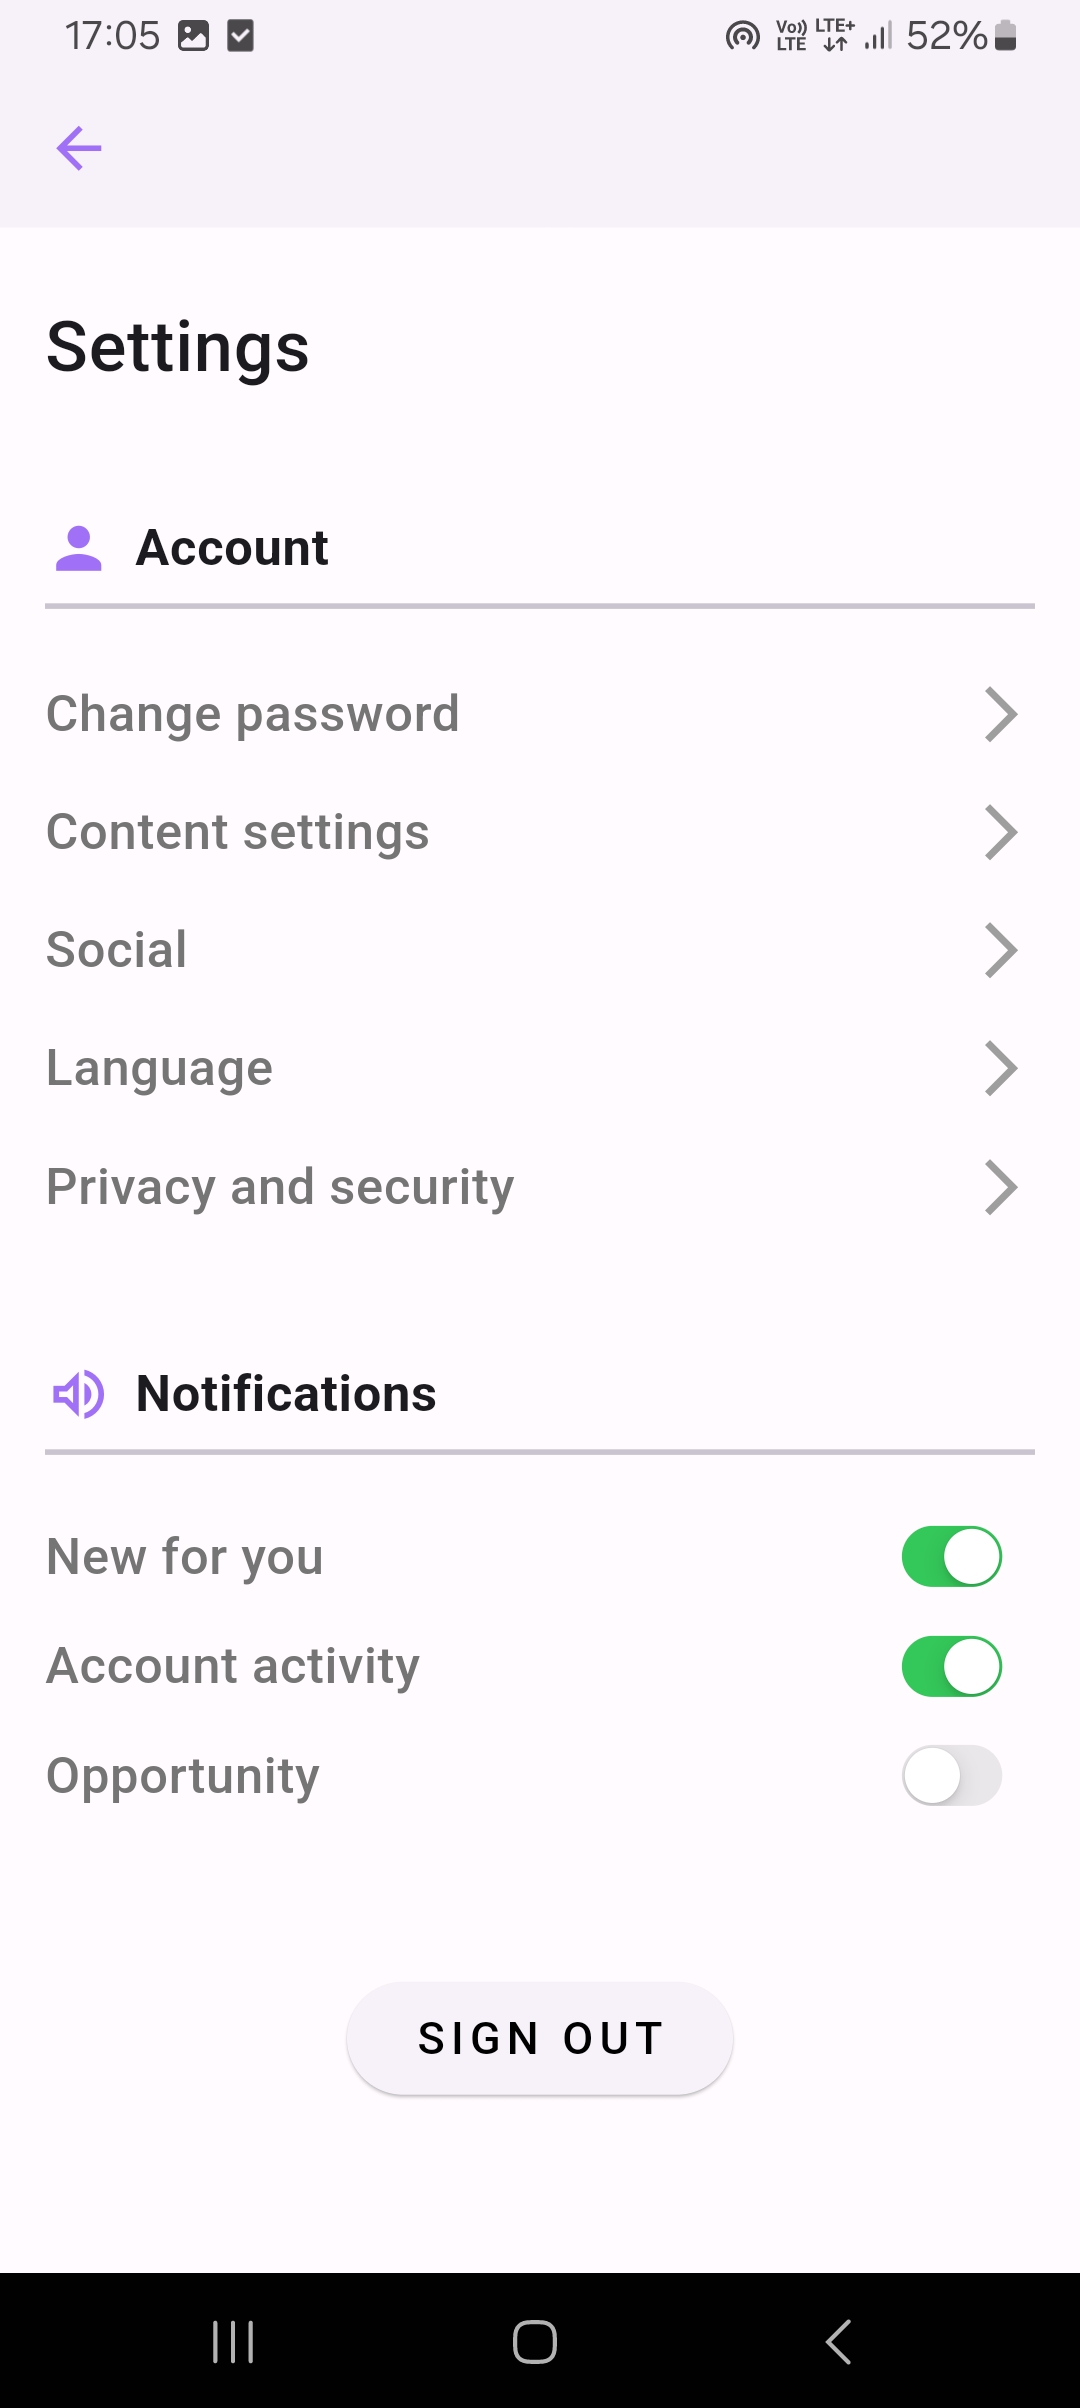 17:05 Vo)) LTE LTE+ 52%
Settings
Account
Change password
Content settings
Social
Language
Privacy and security
Notifications
New for you
Account activity
Opportunity
SIGN OUT